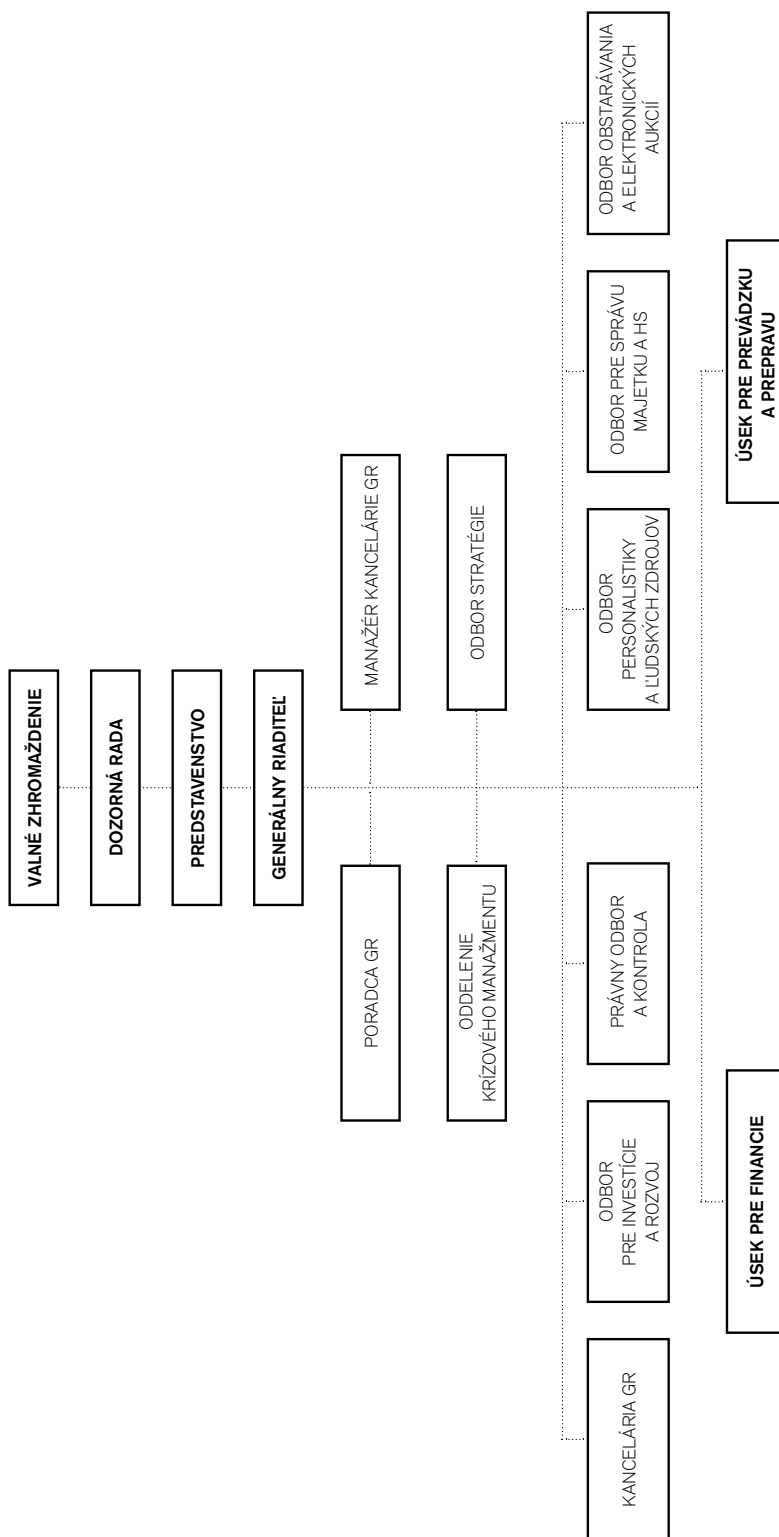 VALNÉ ZHROMAŽDENIE
DOZORNÁ RADA
PREDSTAVENSTVO
GENERÁLNY RIADITEĽ
PORADCA GR
MANAŽÉR KANCELÁRIE GR
ODDELENIE
KRÍZOVÉHO MANAŽMENTU
ODBOR STRATÉGIE
KANCELÁRIA GR
ODBOR
PRE INVESTÍCIE
A ROZVOJ
PRÁVNY ODBOR
A KONTROLA
ODBOR
PERSONALISTIKY
A ĽUDSKÝCH ZDROJOV
ODBOR PRE SPRÁVU
MAJETKU A HS
ODBOR OBSTARÁVANIA
A ELEKTRONICKÝCH
AUKCIÍ
ÚSEK PRE FINANCIE
ÚSEK PRE PREVÁDZKU
A PREPRAVU